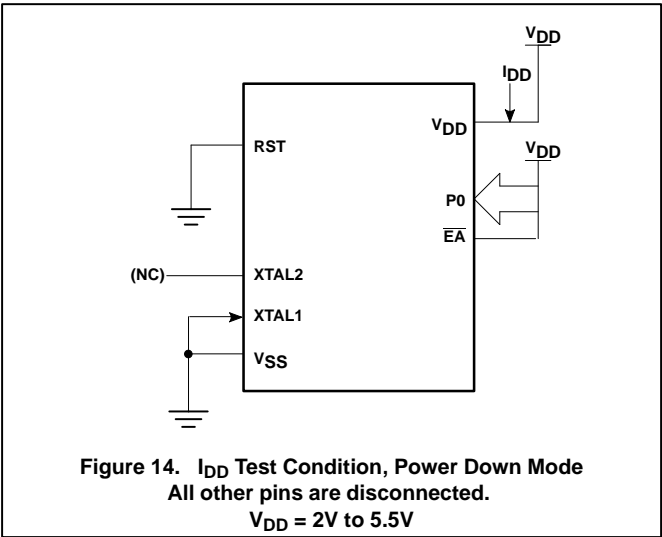 VDD
IDD
VDD
RST
VDD
P0
EA
(NC)
XTAL2
XTAL1
VSS
Figure 14. IDD Test Condition, Power Down Mode
All other pins are disconnected.
VDD = 2V to 5.5V